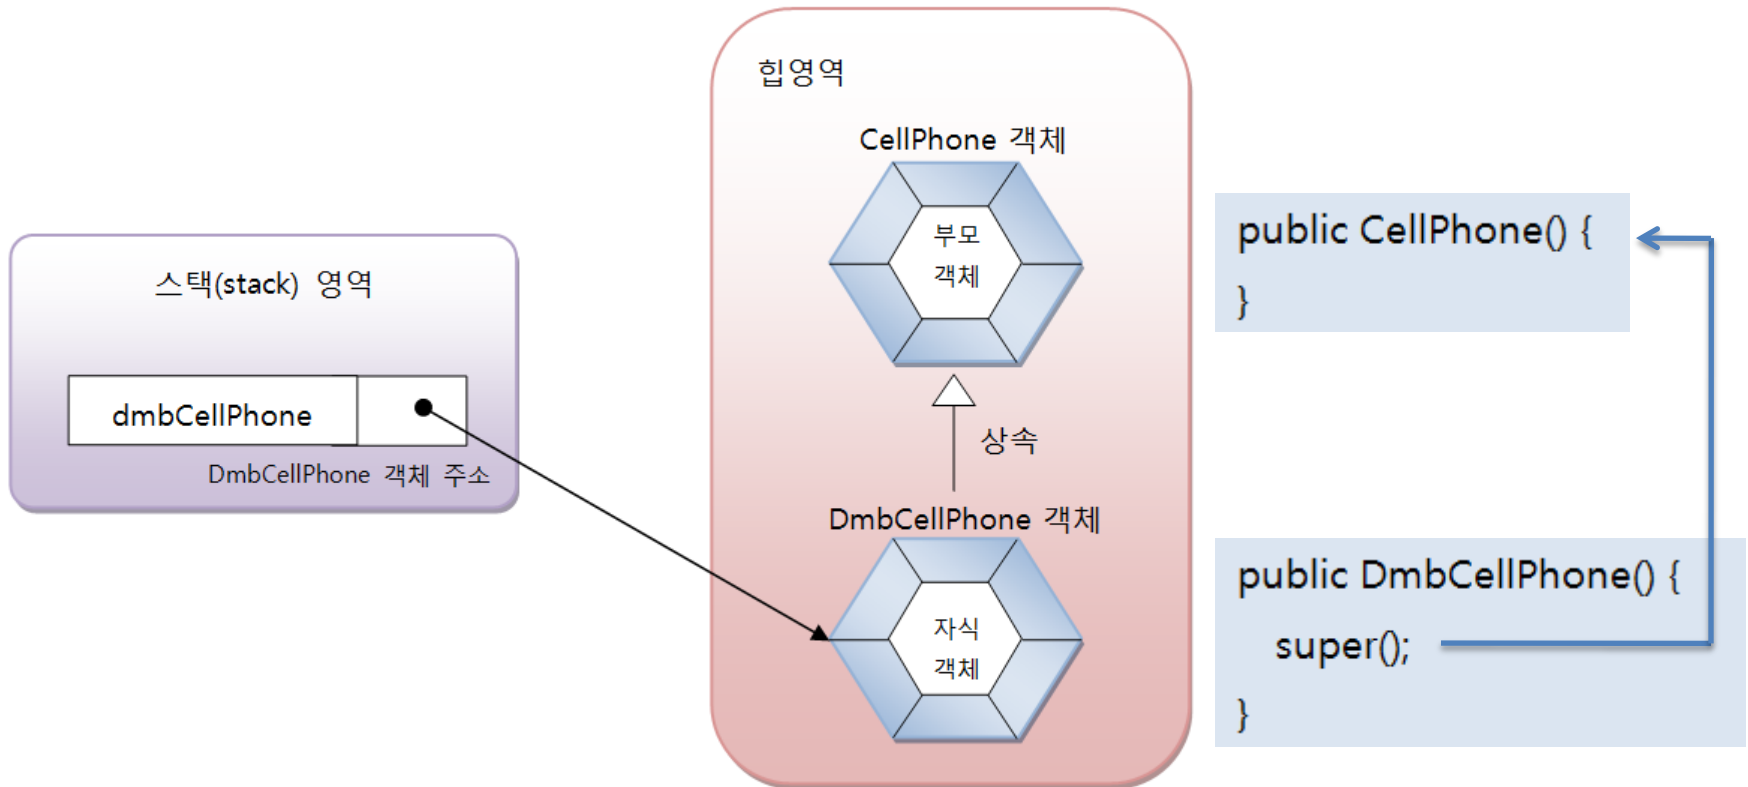 힙영역
CellPhone 객체
부모
객체
상속
DmbCellPhone 객체
자식
객체
스택(stack) 영역
dmbCellPhone
DmbCellPhone 객체 주소
public CellPhone() {
}
public DmbCellPhone() {
super();
}